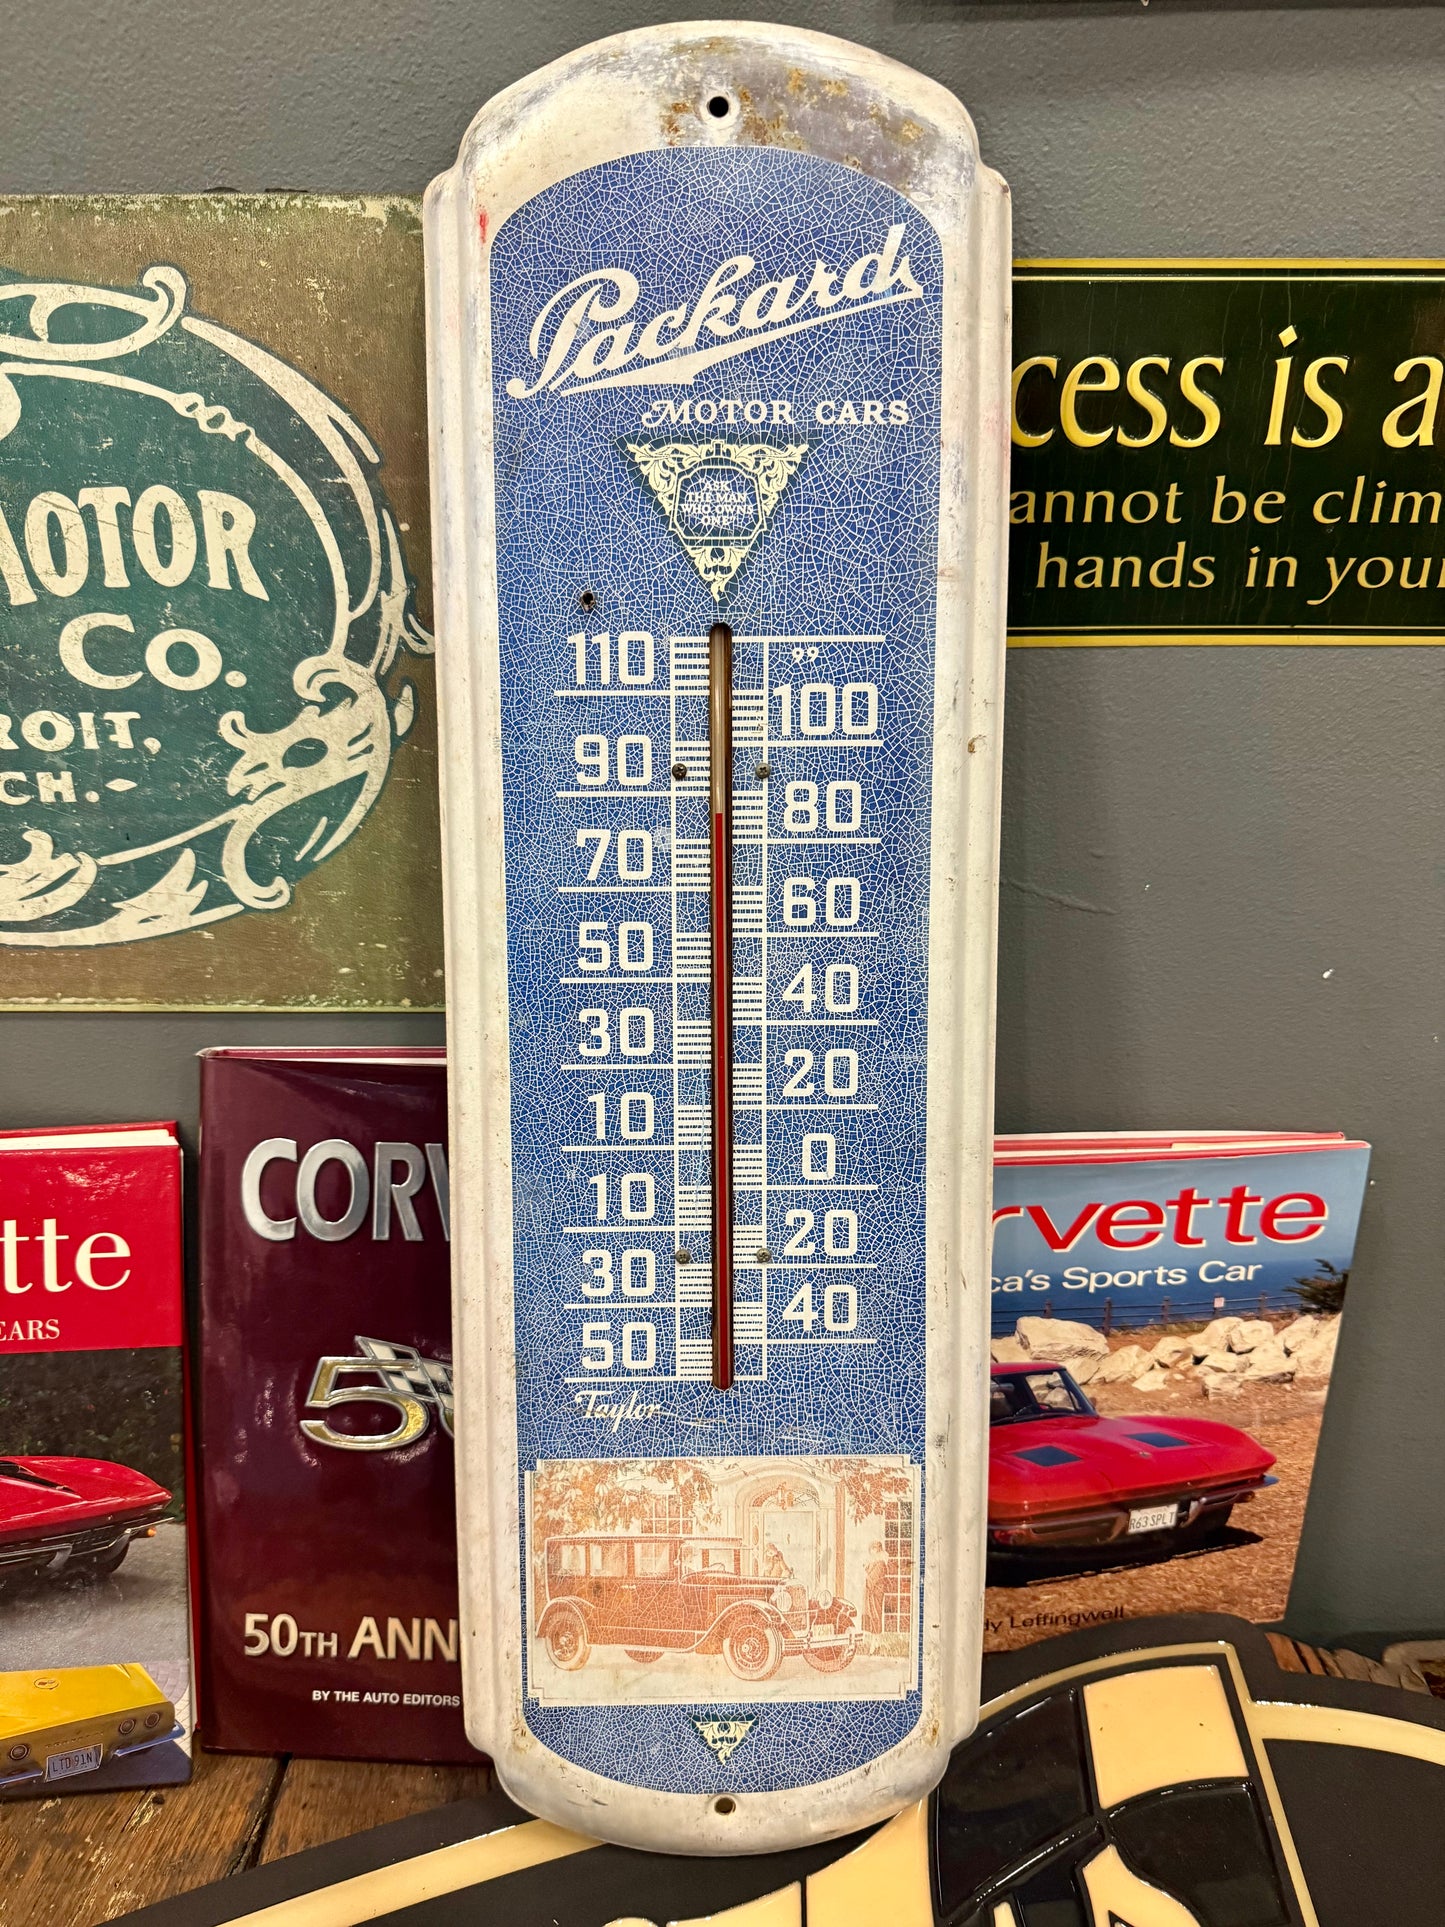 Packard
MOTOR CARS
ASK
THE MAN
WHO OWNS
ONE
110
99
100
90
80
70
60
50
40
30
20
10
0
10
20
30
40
50
Taylor
MOTOR
Co.
ROIT,
CH.-
cess is a
annot be clim
hands in your
tte
EARS
LTD 91N
CORV
50
50TH ANN
BY THE AUTO EDITORS
rvette
ca's Sports Car
R63 SPLT
dy Leffingwell